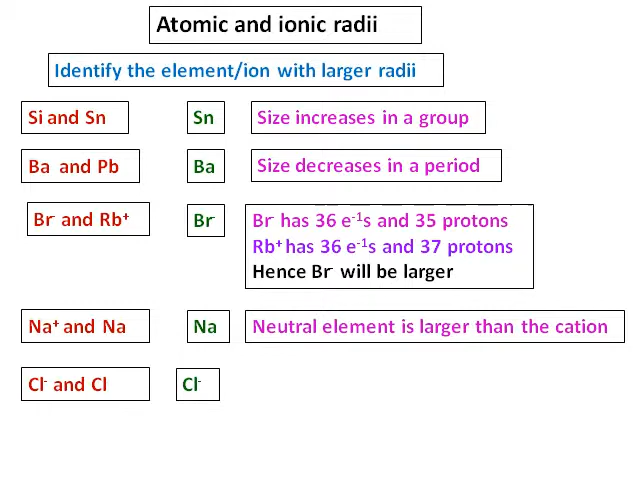 Atomic and ionic radii
Identify the element/ion with larger radii
Si and Sn Sn Size increases in a group
Ba and Pb Ba Size decreases in a period
Br⁻ and Rb⁺ Br⁻ Br⁻ has 36 e⁻¹s and 35 protons
Rb⁺ has 36 e⁻¹s and 37 protons
Hence Br⁻ will be larger
Na⁺ and Na Na Neutral element is larger than the cation
Cl⁻ and Cl Cl⁻